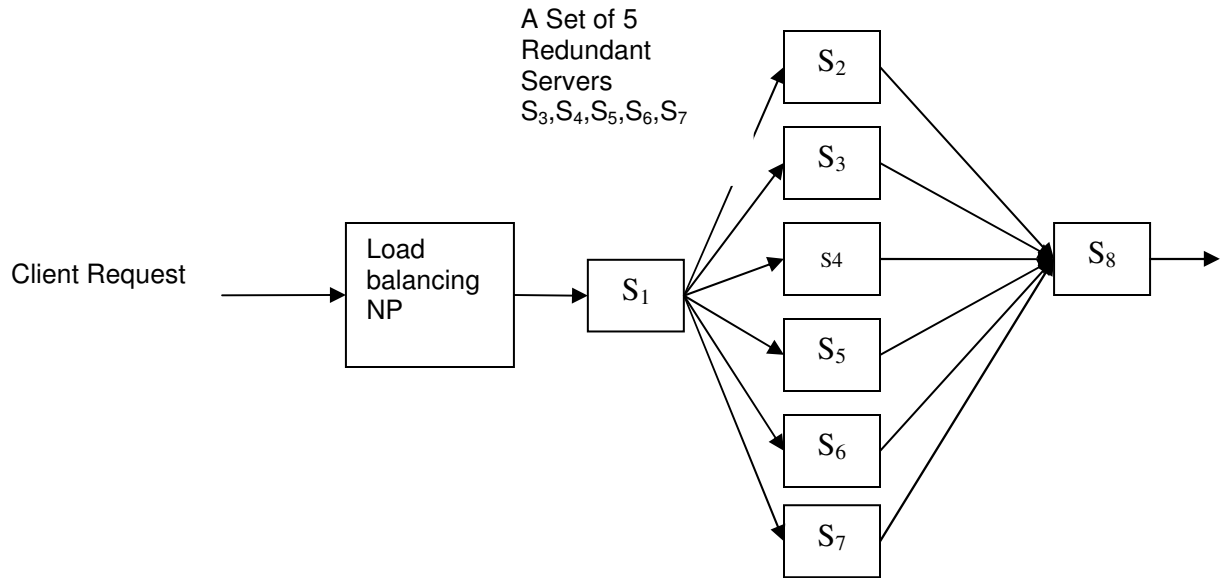 A Set of 5
Redundant
Servers
S₃,S₄,S₅,S₆,S₇
S₂
S₃
Client Request
Load
balancing
NP
S₁
S4
S₈
S₅
S₆
S₇